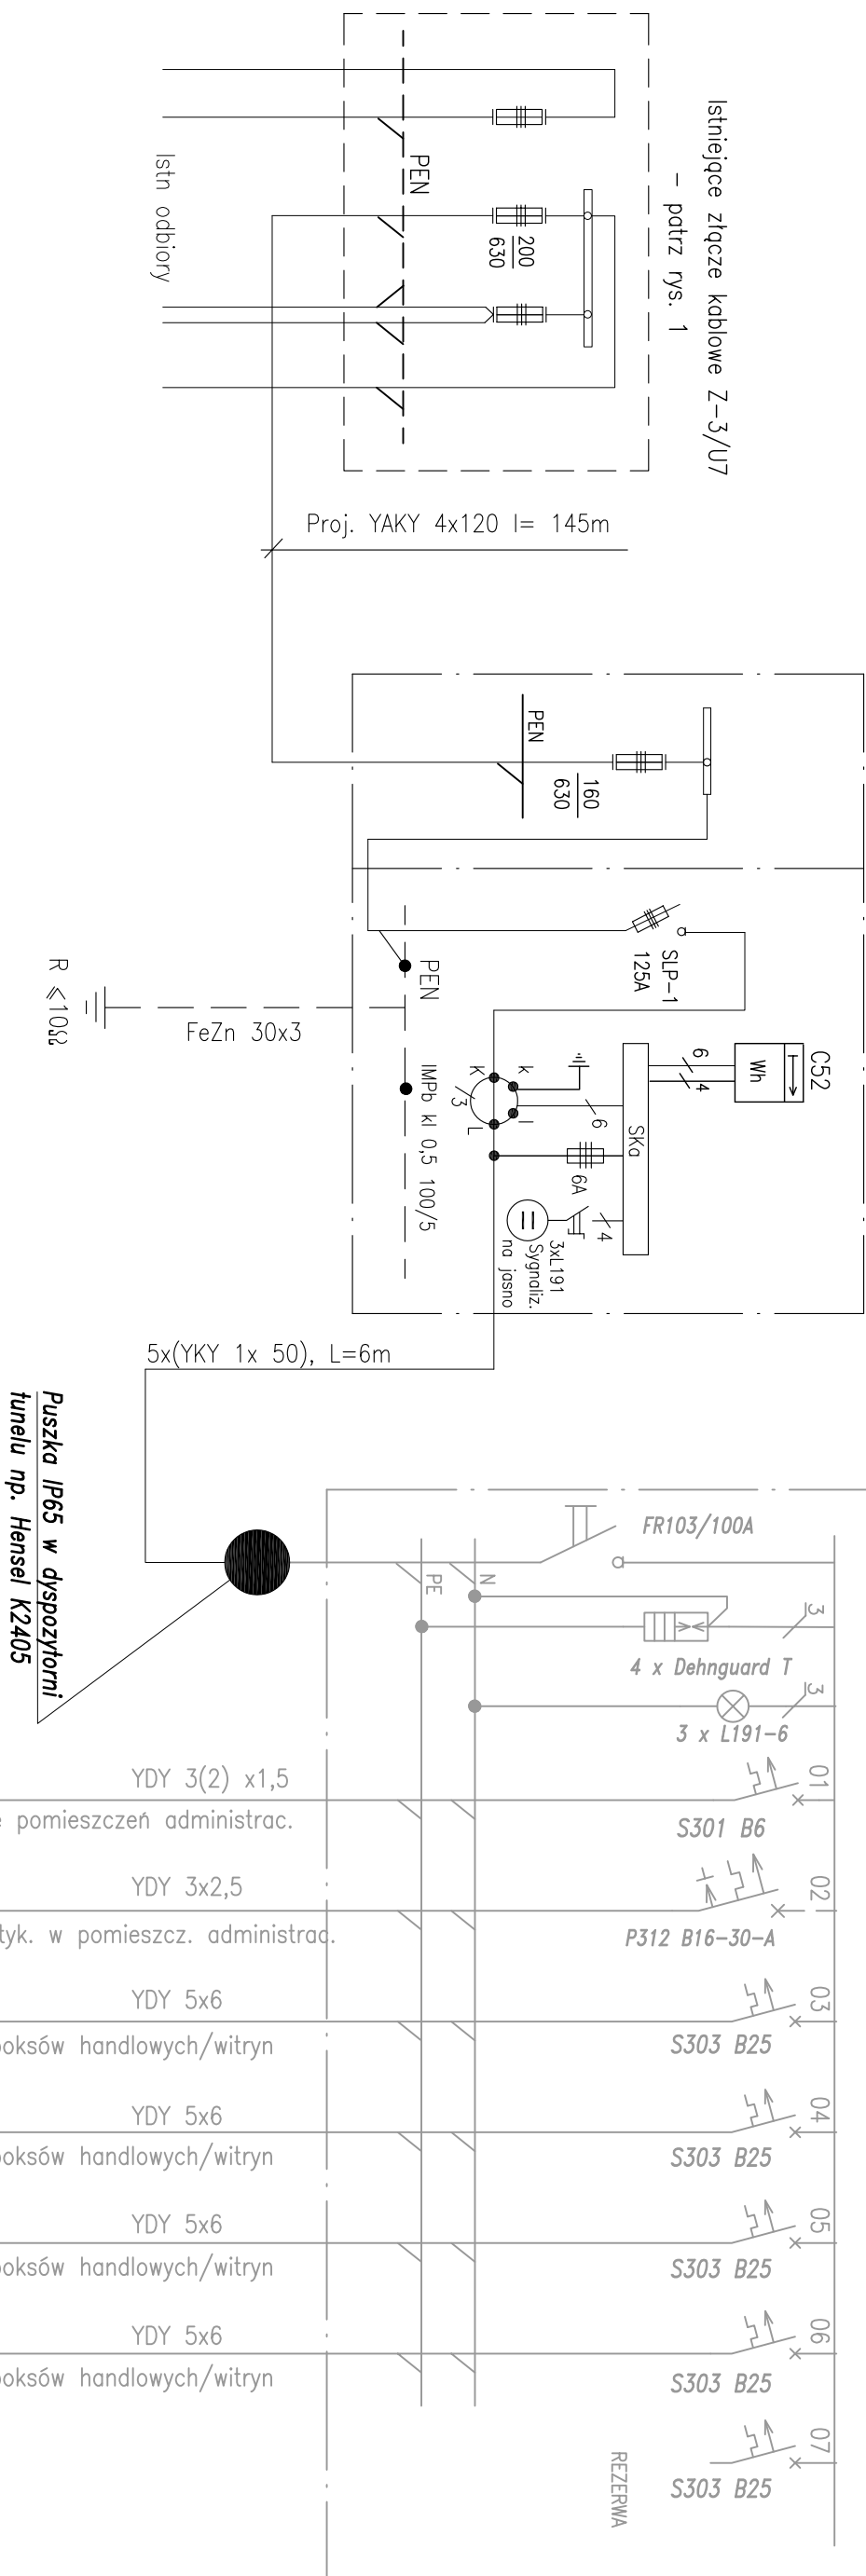 Istniejące złącze kablowe Z-3/U7
- patrz rys. 1
PEN
200
630
Istn odbiory
Proj. YAKY 4x120 l= 145m
PEN
160
630
SLP-1
125A
PEN
FeZn 30x3
R ⩽10Ω
C52
Wh
6
4
SKa
k
l
K
L
3
6
6A
4
3xL191
Sygnaliz.
na jasno
IMPb kl 0,5 100/5
5x(YKY 1x 50), L=6m
Puszka IP65 w dyspozytorni
tunelu np. Hensel K2405
FR103/100A
N
PE
3
4 x Dehnguard T
3
3 x L191-6
01
YDY 3(2) x1,5
S301 B6
pomieszczeń administrac.
02
YDY 3x2,5
P312 B16-30-A
tyk. w pomieszcz. administrac.
03
YDY 5x6
S303 B25
oksów handlowych/witryn
04
YDY 5x6
S303 B25
oksów handlowych/witryn
05
YDY 5x6
S303 B25
oksów handlowych/witryn
06
YDY 5x6
S303 B25
oksów handlowych/witryn
07
S303 B25
REZERWA